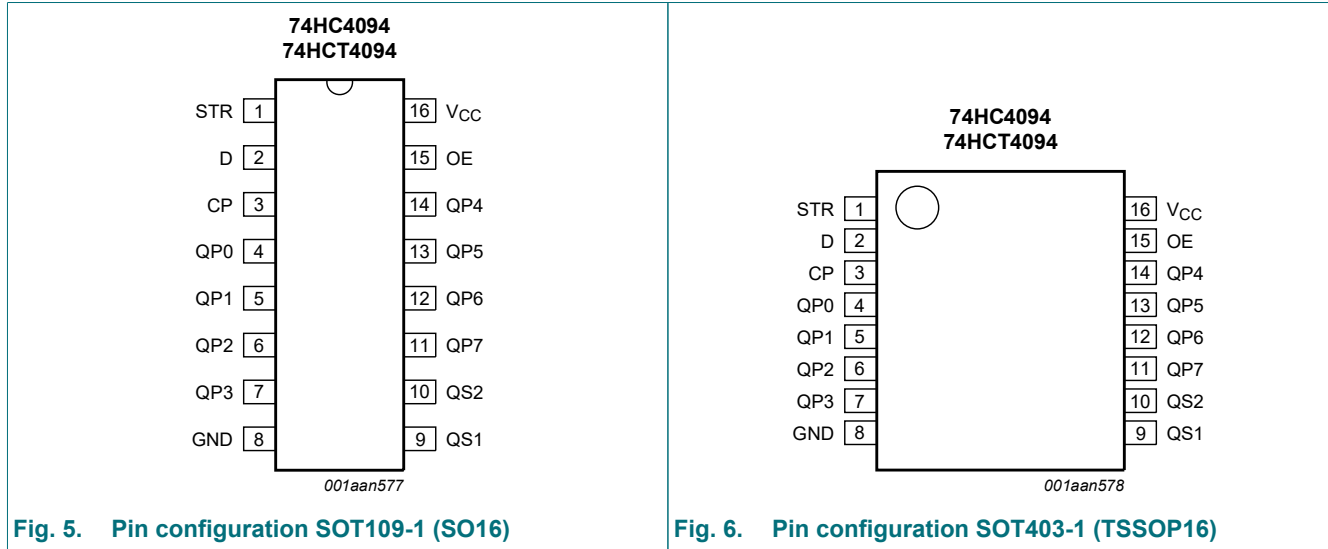 74HC4094
74HCT4094
STR 1 16 VCC
D 2 15 OE
CP 3 14 QP4
QP0 4 13 QP5
QP1 5 12 QP6
QP2 6 11 QP7
QP3 7 10 QS2
GND 8 9 QS1
001aan577
Fig. 5. Pin configuration SOT109-1 (SO16)
74HC4094
74HCT4094
STR 1 16 VCC
D 2 15 OE
CP 3 14 QP4
QP0 4 13 QP5
QP1 5 12 QP6
QP2 6 11 QP7
QP3 7 10 QS2
GND 8 9 QS1
001aan578
Fig. 6. Pin configuration SOT403-1 (TSSOP16)